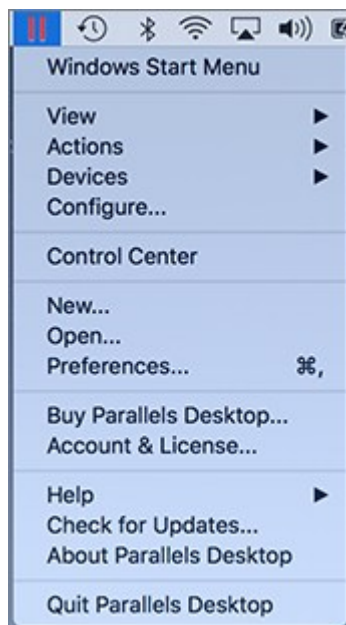 Windows Start Menu
View
Actions
Devices
Configure...
Control Center
New...
Open...
Preferences... ⌘,
Buy Parallels Desktop...
Account & License...
Help
Check for Updates...
About Parallels Desktop
Quit Parallels Desktop